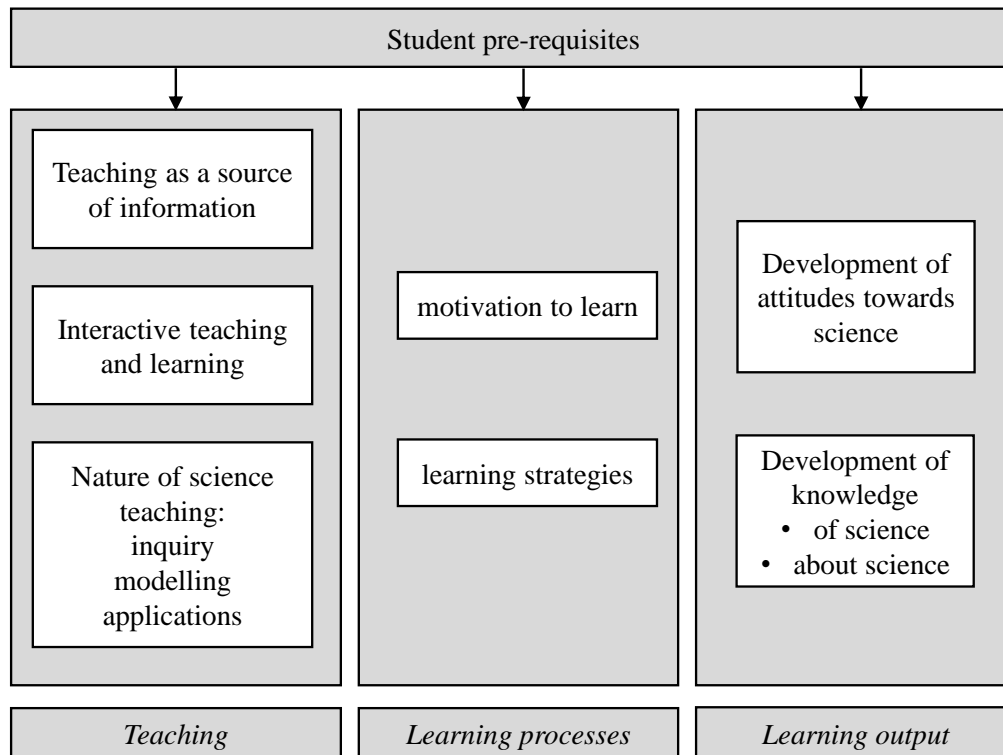 Student pre-requisites
Teaching as a source
of information
Interactive teaching
and learning
Nature of science
teaching:
inquiry
modelling
applications
motivation to learn
learning strategies
Development of
attitudes towards
science
Development of
knowledge
• of science
• about science
Teaching
Learning processes
Learning output